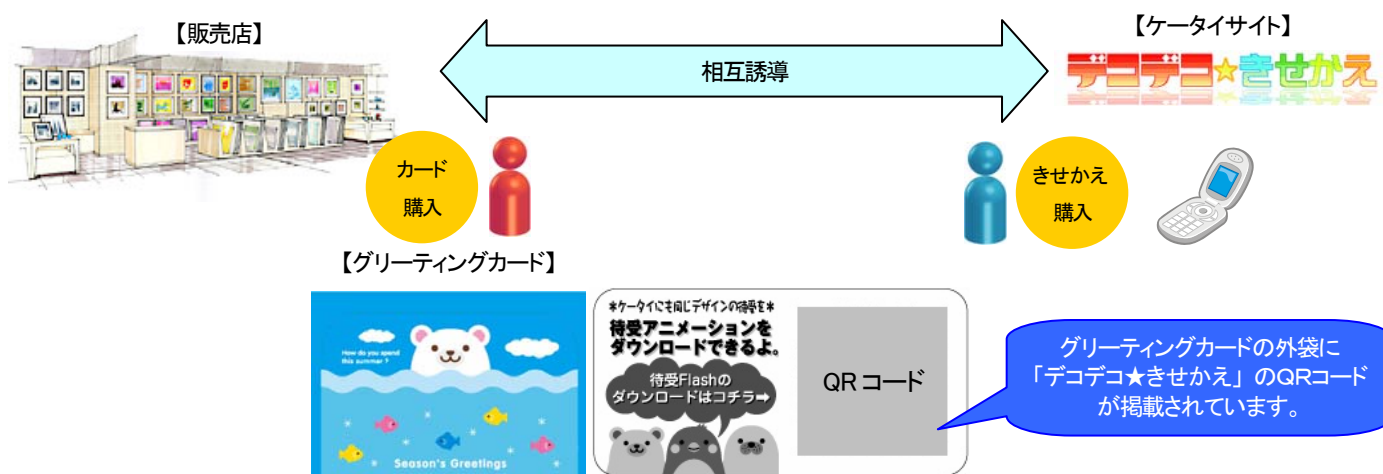 【販売店】
相互誘導
【ケータイサイト】
デコデコ☆きせかえ
カード
購入
きせかえ
購入
【グリーティングカード】
How do you spend
this summer ?
Season's Greetings
*ケータイにも同じデザインの待受を*
待受アニメーションを
ダウンロードできるよ。
待受Flashの
ダウンロードはコチラ➡
QRコード
グリーティングカードの外袋に
「デコデコ★きせかえ」のQRコード
が掲載されています。